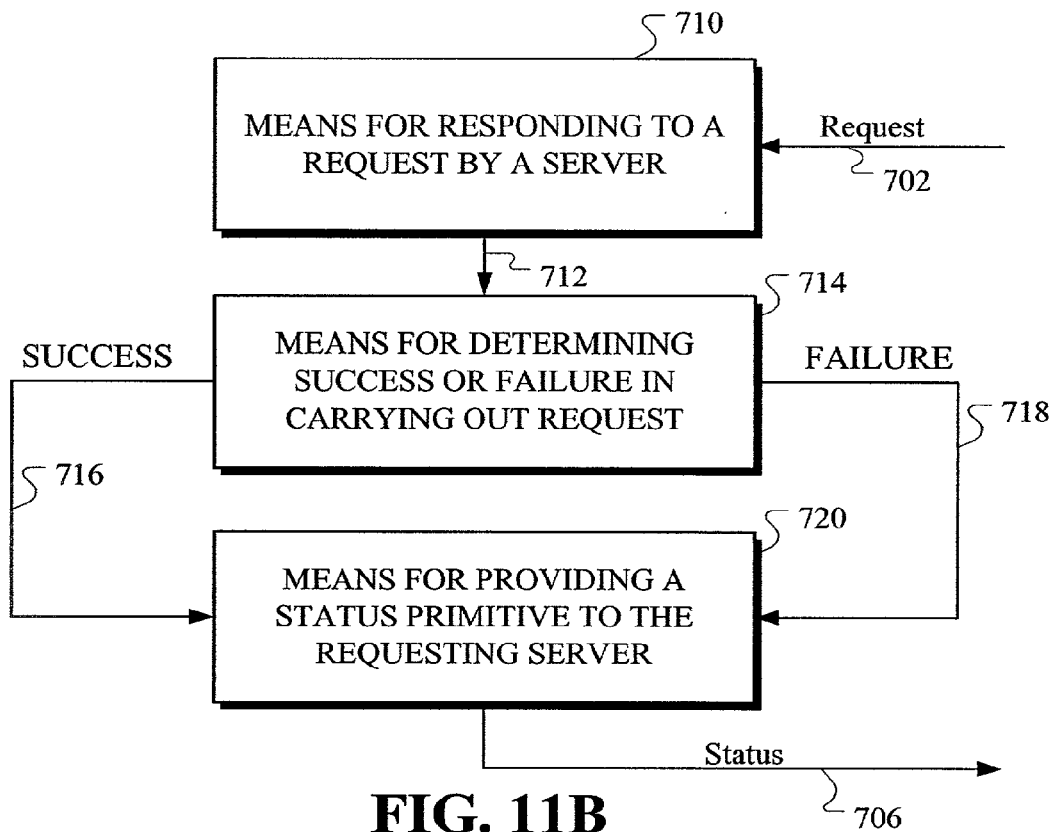 710
MEANS FOR RESPONDING TO A
REQUEST BY A SERVER
Request
702
712
714
SUCCESS
MEANS FOR DETERMINING
SUCCESS OR FAILURE IN
CARRYING OUT REQUEST
FAILURE
718
716
720
MEANS FOR PROVIDING A
STATUS PRIMITIVE TO THE
REQUESTING SERVER
Status
706
FIG. 11B